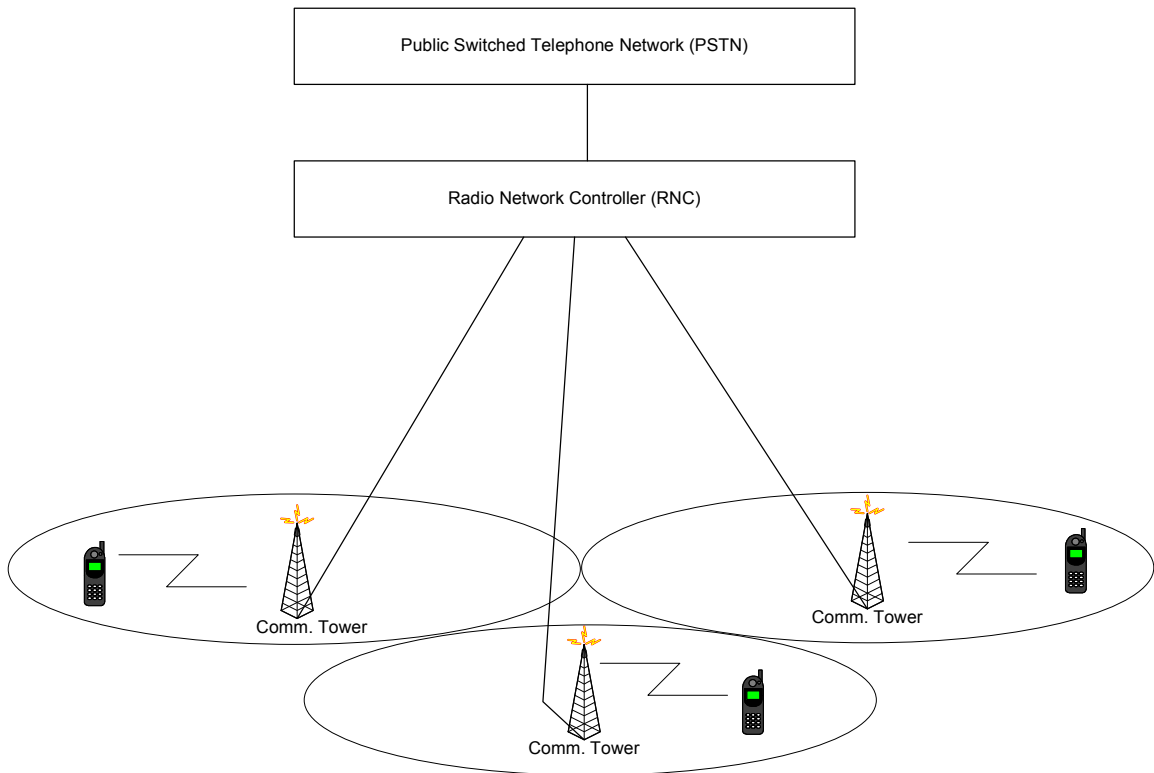 Public Switched Telephone Network (PSTN)
Radio Network Controller (RNC)
Comm. Tower
Comm. Tower
Comm. Tower